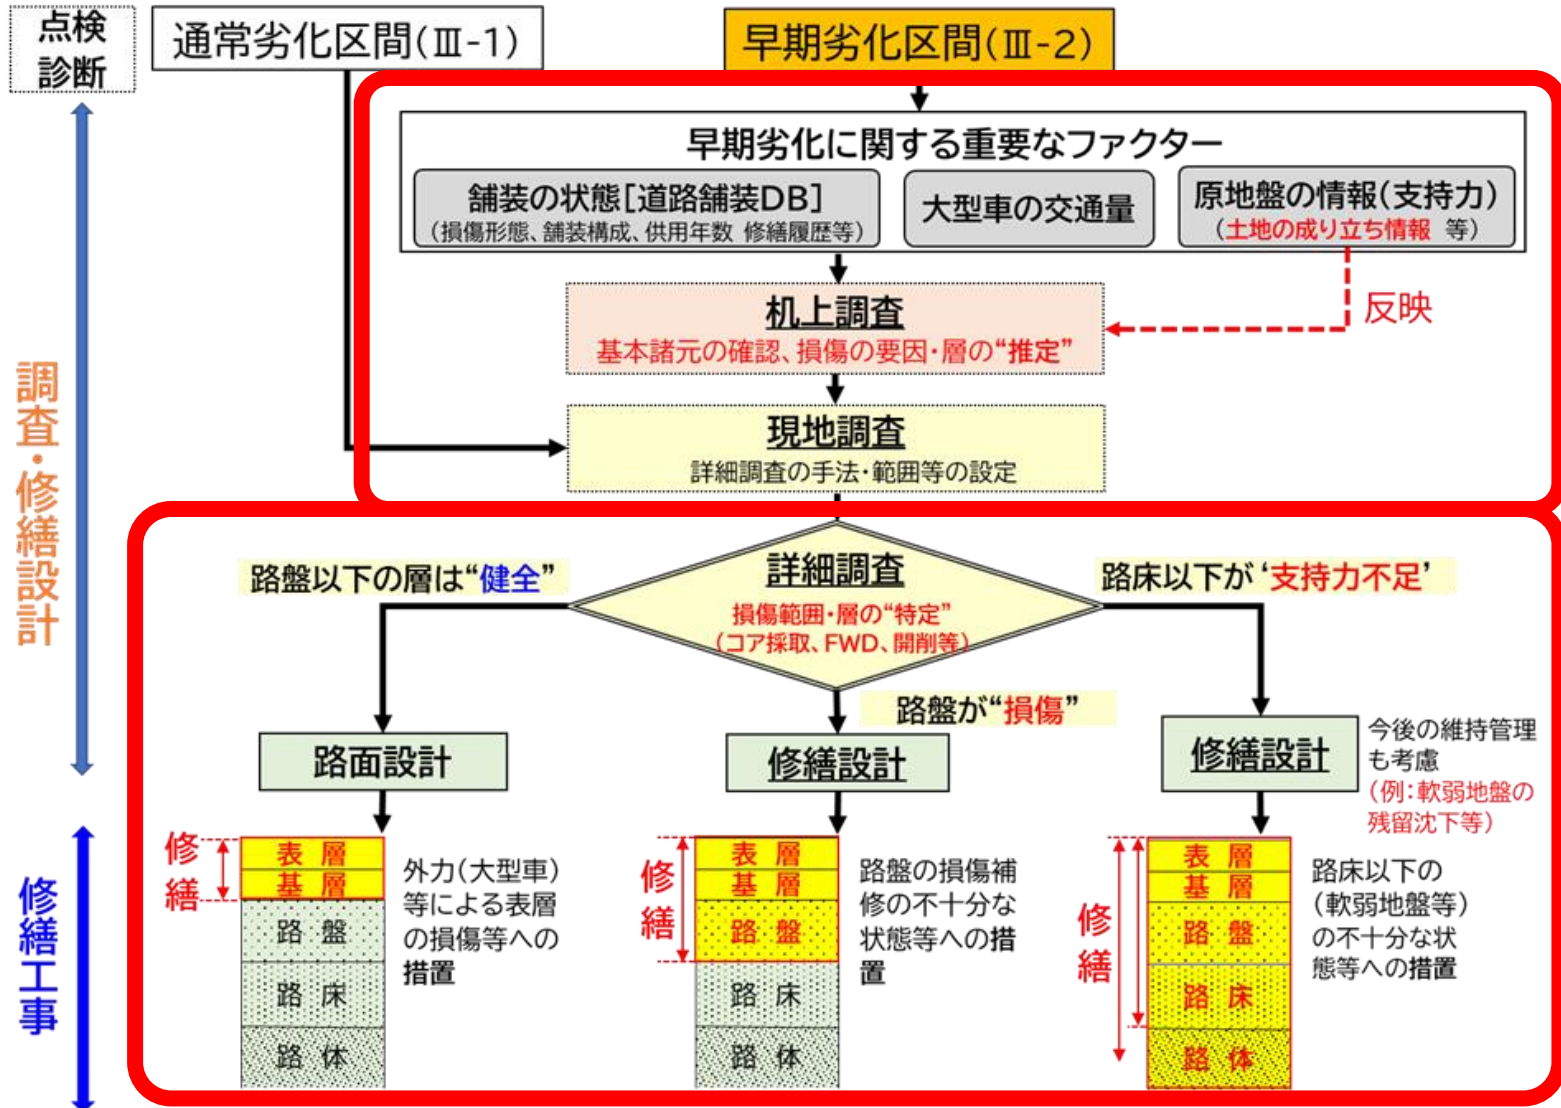 点検
診断
通常劣化区間(Ⅲ-1)
早期劣化区間(Ⅲ-2)
早期劣化に関する重要なファクター
舗装の状態[道路舗装DB]
(損傷形態、舗装構成、供用年数 修繕履歴等)
大型車の交通量
原地盤の情報(支持力)
(土地の成り立ち情報 等)
反映
机上調査
基本諸元の確認、損傷の要因・層の“推定”
現地調査
詳細調査の手法・範囲等の設定
調査・修繕設計
詳細調査
損傷範囲・層の“特定”
(コア採取、FWD、開削等)
路盤以下の層は“健全”
路床以下が‘支持力不足’
路盤が“損傷”
路面設計
修繕設計
修繕設計
今後の維持管理
も考慮
(例:軟弱地盤の
残留沈下等)
修繕工事
修繕
表層
基層
路盤
路床
路体
外力(大型車)
等による表層
の損傷等への
措置
修繕
表層
基層
路盤
路床
路体
路盤の損傷補
修の不十分な
状態等への措
置
修繕
表層
基層
路盤
路床
路体
路床以下の
(軟弱地盤等)
の不十分な状
態等への措置